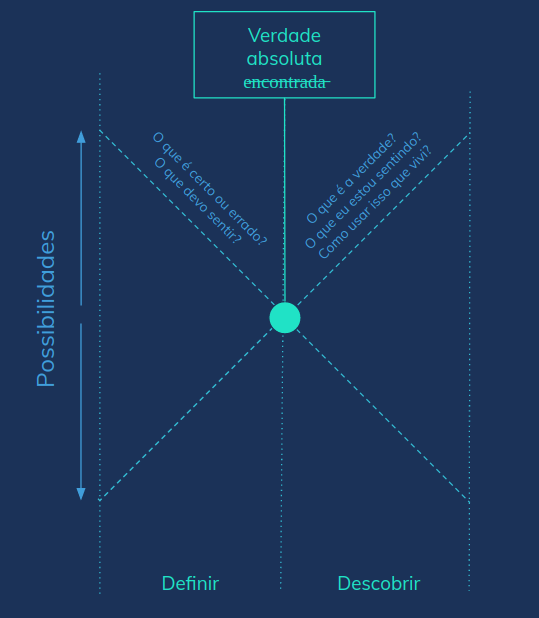 Verdade
absoluta
encontrada
O que é certo ou errado?
O que devo sentir?
O que é a verdade?
O que eu estou sentindo?
Como usar isso que vivi?
Possibilidades
Definir
Descobrir